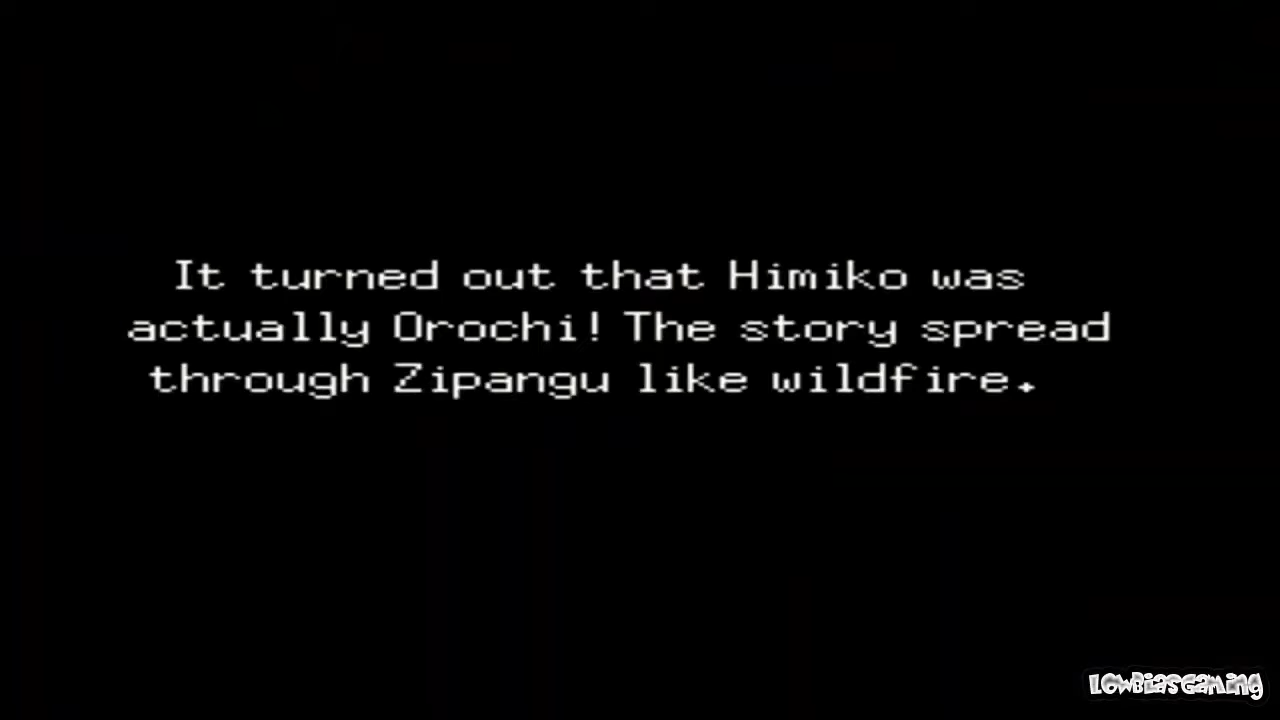 It turned out that Himiko was
actually Orochi! The story spread
through Zipangu like wildfire.
LowBiasGaming